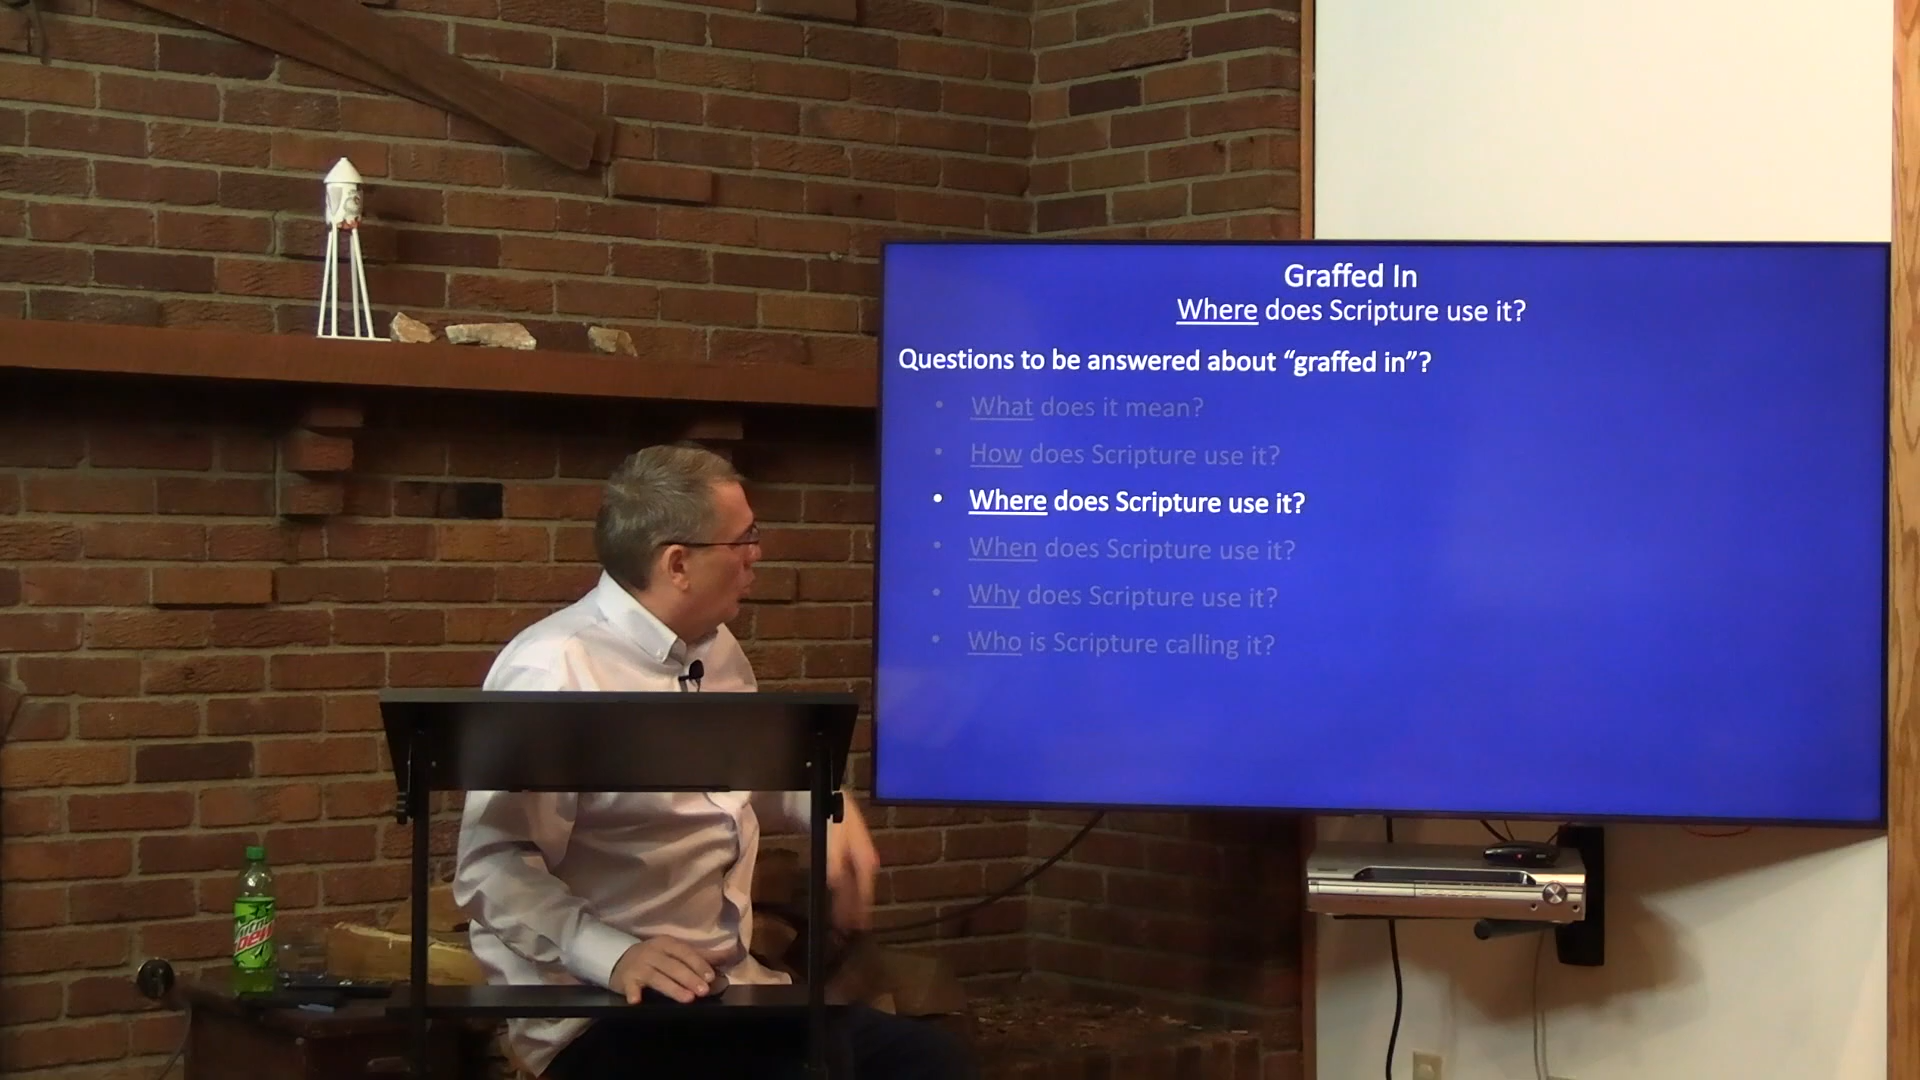 Graffed In
Where does Scripture use it?
Questions to be answered about “graffed in”?
• What does it mean?
• How does Scripture use it?
• Where does Scripture use it?
• When does Scripture use it?
• Why does Scripture use it?
• Who is Scripture calling it?
Mtn
Dew